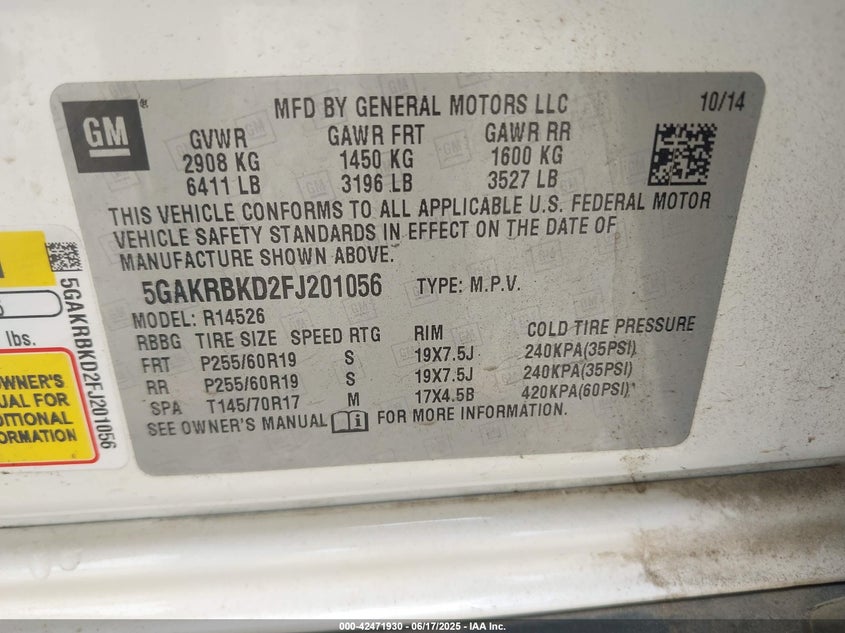 GM
MFD BY GENERAL MOTORS LLC 10/14
GVWR GAWR FRT GAWR RR
2908 KG 1450 KG 1600 KG
6411 LB 3196 LB 3527 LB
THIS VEHICLE CONFORMS TO ALL APPLICABLE U.S. FEDERAL MOTOR
VEHICLE SAFETY STANDARDS IN EFFECT ON THE DATE OF
MANUFACTURE SHOWN ABOVE.
5GAKRBKD2FJ201056 TYPE: M.P.V.
MODEL: R14526
RBBG TIRE SIZE SPEED RTG RIM COLD TIRE PRESSURE
FRT P255/60R19 S 19X7.5J 240KPA(35PSI)
RR P255/60R19 S 19X7.5J 240KPA(35PSI)
SPA T145/70R17 M 17X4.5B 420KPA(60PSI)
SEE OWNER'S MANUAL FOR MORE INFORMATION.
lbs.
OWNER'S
FOR
5GAKRBKD2FJ201056
000-42471930 - 06/17/2025 - IAA Inc.